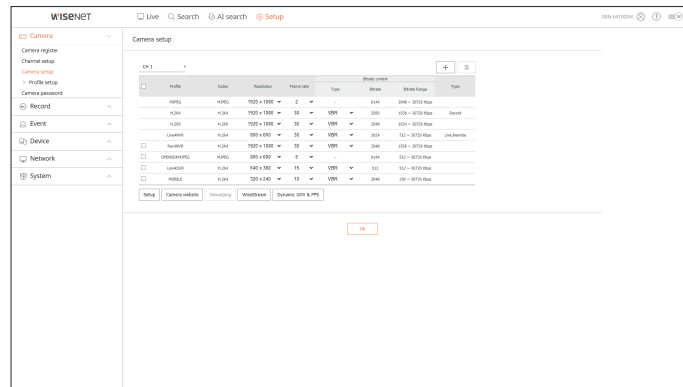 WISENET
Live Search AI search Setup
XRN-6410DB4
Camera
Camera register
Channel setup
Camera setup
> Profile setup
Camera password
Record
Event
Device
Network
System
Camera setup
CH 1
Bitrate control
Profile Codec Resolution Frame rate Type Bitrate Bitrate Range Type
MJPEG MJPEG 1920 x 1080 2 - 6144 2048 ~ 30720 Kbps
H.264 H.264 1920 x 1080 30 VBR 2560 1536 ~ 30720 Kbps Record
H.265 H.265 1920 x 1080 30 VBR 2048 1024 ~ 30720 Kbps
Live4NVR H.264 800 x 600 30 VBR 1024 512 ~ 30720 Kbps Live,Remote
Rec4NVR H.264 1920 x 1080 30 VBR 2048 1536 ~ 30720 Kbps
OPENSDKMJPEG MJPEG 800 x 600 5 - 6144 512 ~ 30720 Kbps
Low4SSM H.264 640 x 360 15 VBR 512 512 ~ 30720 Kbps
MOBILE H.264 320 x 240 10 VBR 2048 256 ~ 30720 Kbps
Setup Camera website Dewarping WiseStream Dynamic GOV & FPS
Ok